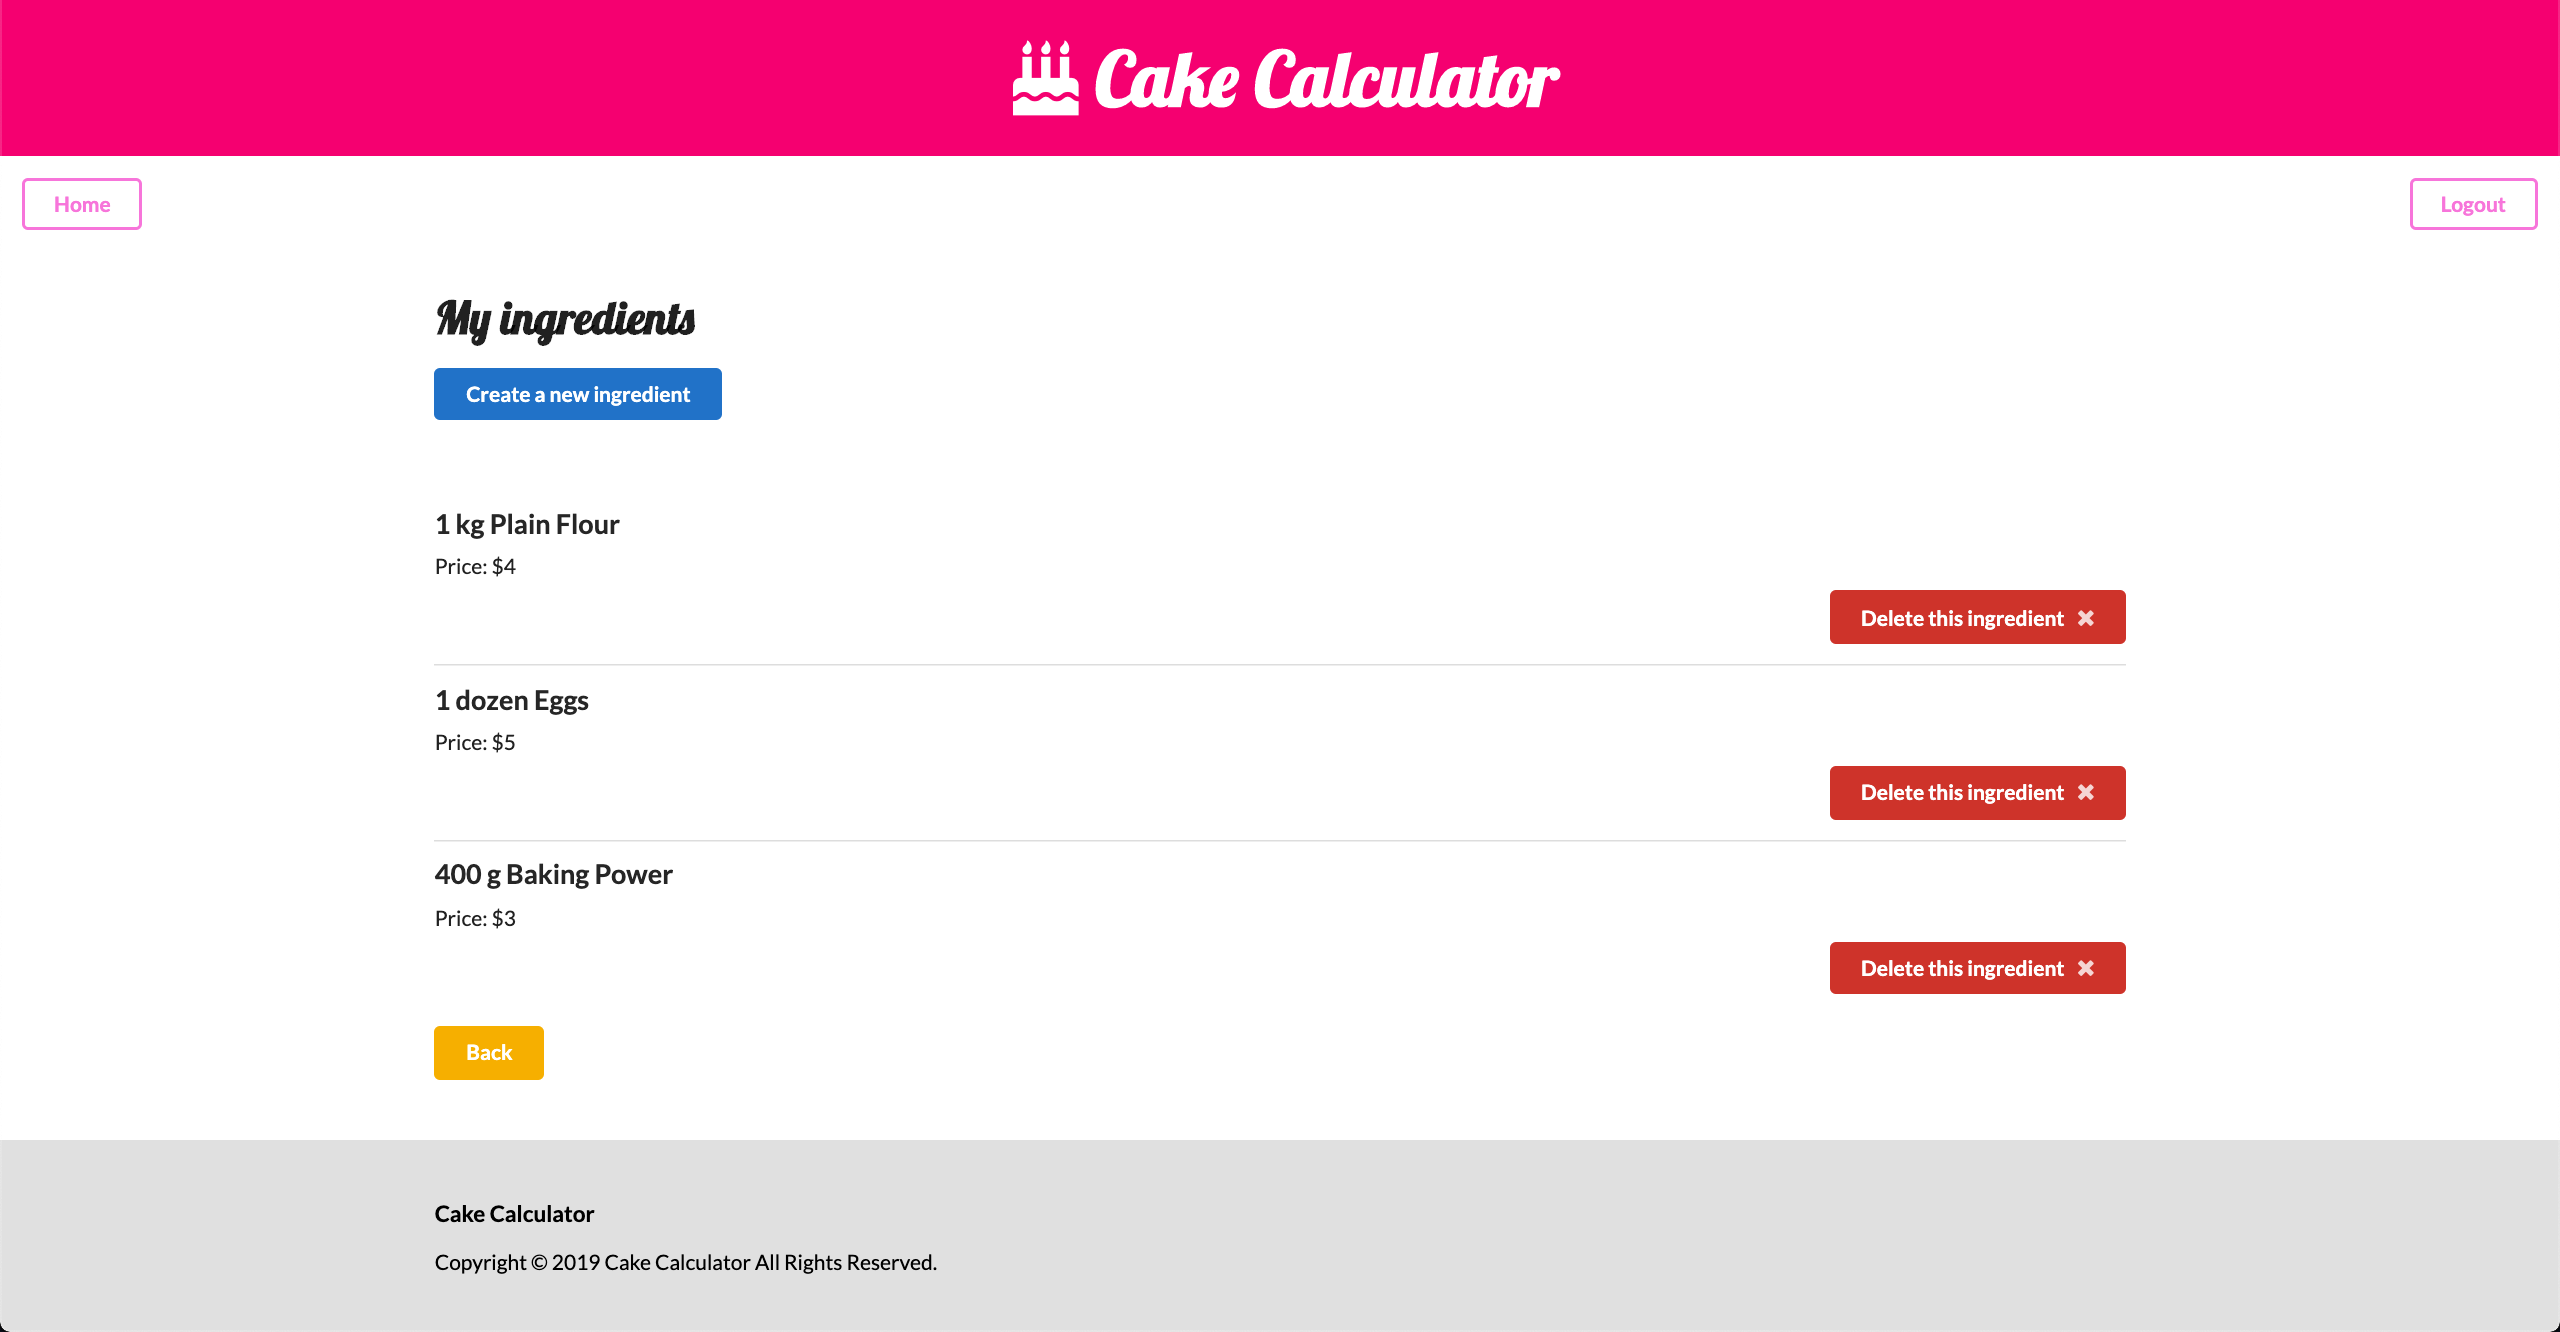 Cake Calculator
Home
Logout
My ingredients
Create a new ingredient
1 kg Plain Flour
Price: $4
Delete this ingredient ✖
1 dozen Eggs
Price: $5
Delete this ingredient ✖
400 g Baking Power
Price: $3
Delete this ingredient ✖
Back
Cake Calculator
Copyright © 2019 Cake Calculator All Rights Reserved.